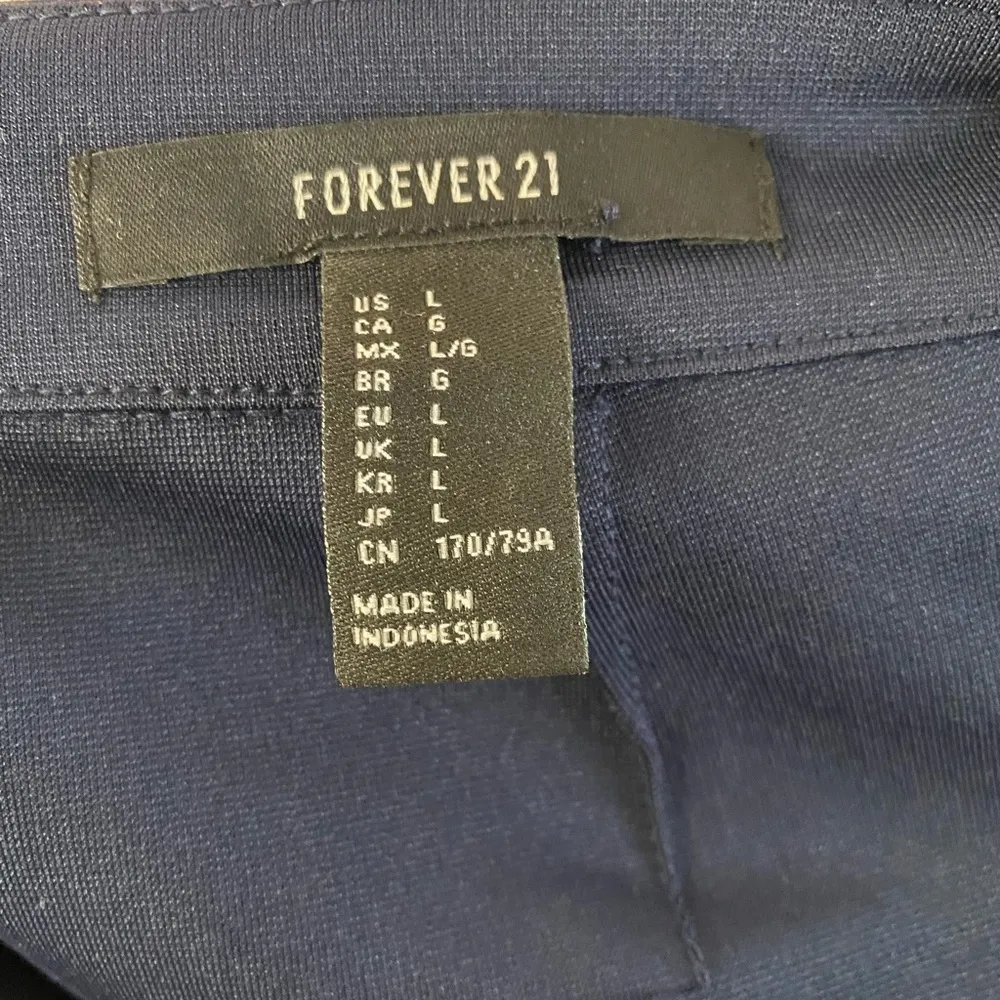 FOREVER 21
US L
CA G
MX L/G
BR G
EU L
UK L
KR L
JP L
CN 170/79A
MADE IN
INDONESIA